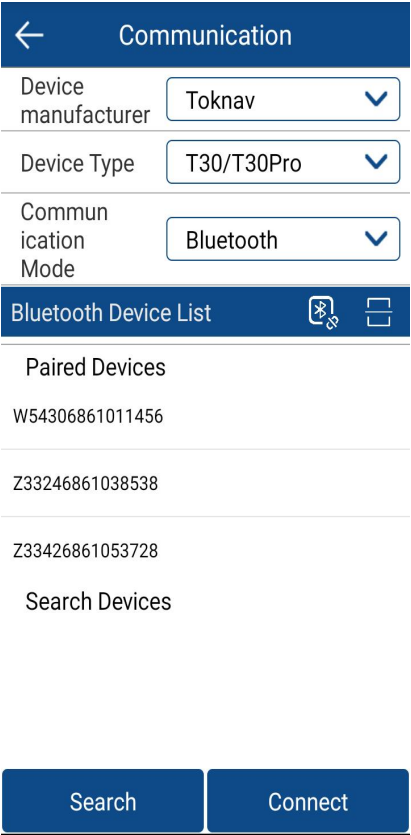 Communication
Device
manufacturer
Toknav
Device Type
T30/T30Pro
Commun
ication
Mode
Bluetooth
Bluetooth Device List
Paired Devices
W54306861011456
Z33246861038538
Z33426861053728
Search Devices
Search
Connect